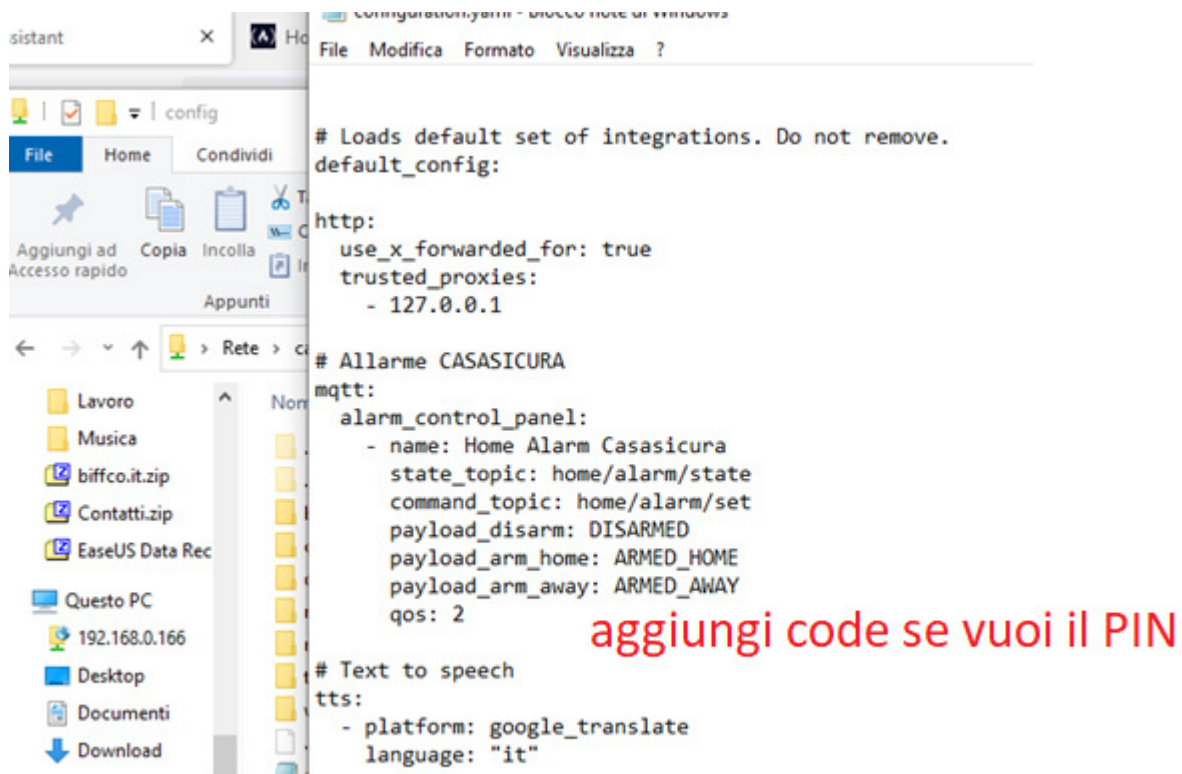 sistant
Ho
configuration.yaml - Blocco note di Windows
File Modifica Formato Visualizza ?
config
File Home Condividi
Aggiungi ad Accesso rapido
Copia
Incolla
Appunti
Rete
Lavoro
Musica
biffco.it.zip
Contatti.zip
EaseUS Data Rec
Questo PC
192.168.0.166
Desktop
Documenti
Download
Nom
# Loads default set of integrations. Do not remove.
default_config:
http:
use_x_forwarded_for: true
trusted_proxies:
- 127.0.0.1
# Allarme CASASICURA
mqtt:
alarm_control_panel:
- name: Home Alarm Casasicura
state_topic: home/alarm/state
command_topic: home/alarm/set
payload_disarm: DISARMED
payload_arm_home: ARMED_HOME
payload_arm_away: ARMED_AWAY
qos: 2
aggiungi code se vuoi il PIN
# Text to speech
tts:
- platform: google_translate
language: "it"